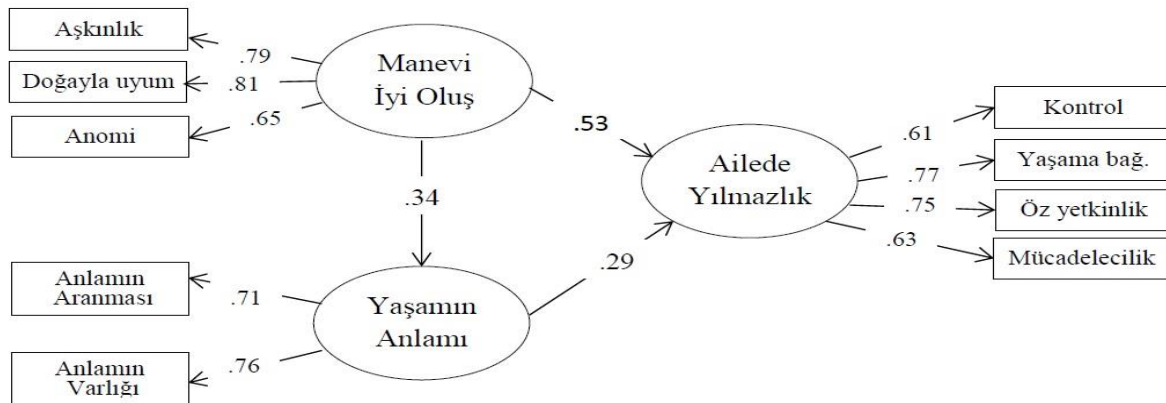 Aşkınlık
.79
Manevi
İyi Oluş
Doğayla uyum
.81
Anomi
.65
.53
Kontrol
.61
Yaşama bağ.
.77
Ailede
Yılmazlık
.75
Öz yetkinlik
.63
Mücadelecilik
.34
.29
Anlamın
Aranması
.71
Yaşamın
Anlamı
Anlamın
Varlığı
.76